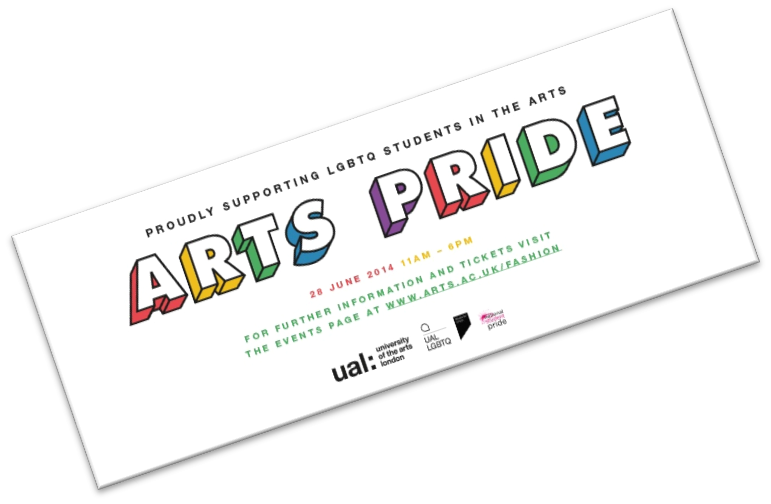 PROUDLY SUPPORTING LGBTQ STUDENTS IN THE ARTS
ARTS PRIDE
28 JUNE 2014 11AM – 6PM
FOR FURTHER INFORMATION AND TICKETS VISIT
THE EVENTS PAGE AT WWW.ARTS.AC.UK/FASHION
ual: university
of the arts
london
UAL
LGBTQ
student
pride